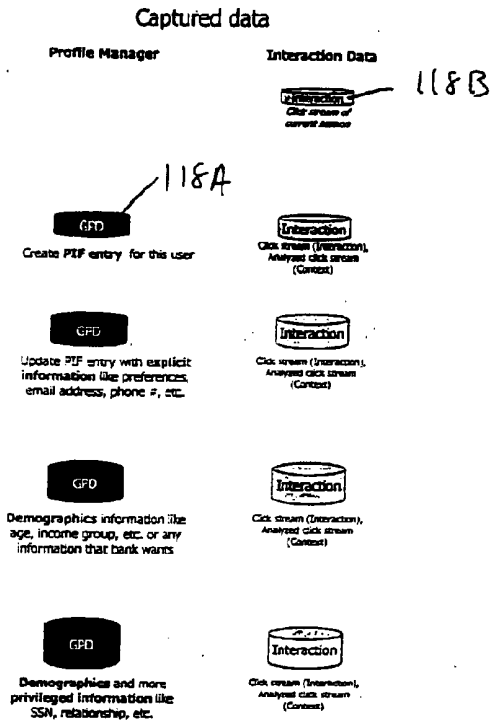 Captured data
Profile Manager
Interaction Data
Interaction
118B
Click stream of
current session
118A
GPD
Create PIF entry for this user
Interaction
Click stream (Interaction),
Analyzed click stream
(Context)
GPD
Update PIF entry with explicit
information like preferences,
email address, phone #, etc.
Interaction
Click stream (Interaction),
Analyzed click stream
(Context)
GPD
Demographics information like
age, income group, etc. or any
information that bank wants
Interaction
Click stream (Interaction),
Analyzed click stream
(Context)
GPD
Demographics and more
privileged information like
SSN, relationship, etc.
Interaction
Click stream (Interaction),
Analyzed click stream
(Context)